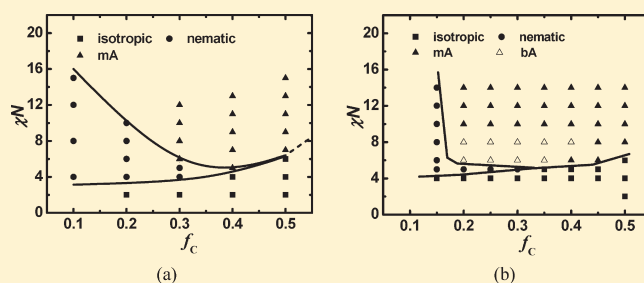 isotropic nematic
mA
χN
20
16
12
8
4
0
0.1 0.2 0.3 0.4 0.5
f_C
(a)
isotropic nematic
mA bA
χN
20
16
12
8
4
0
0.1 0.2 0.3 0.4 0.5
f_C
(b)